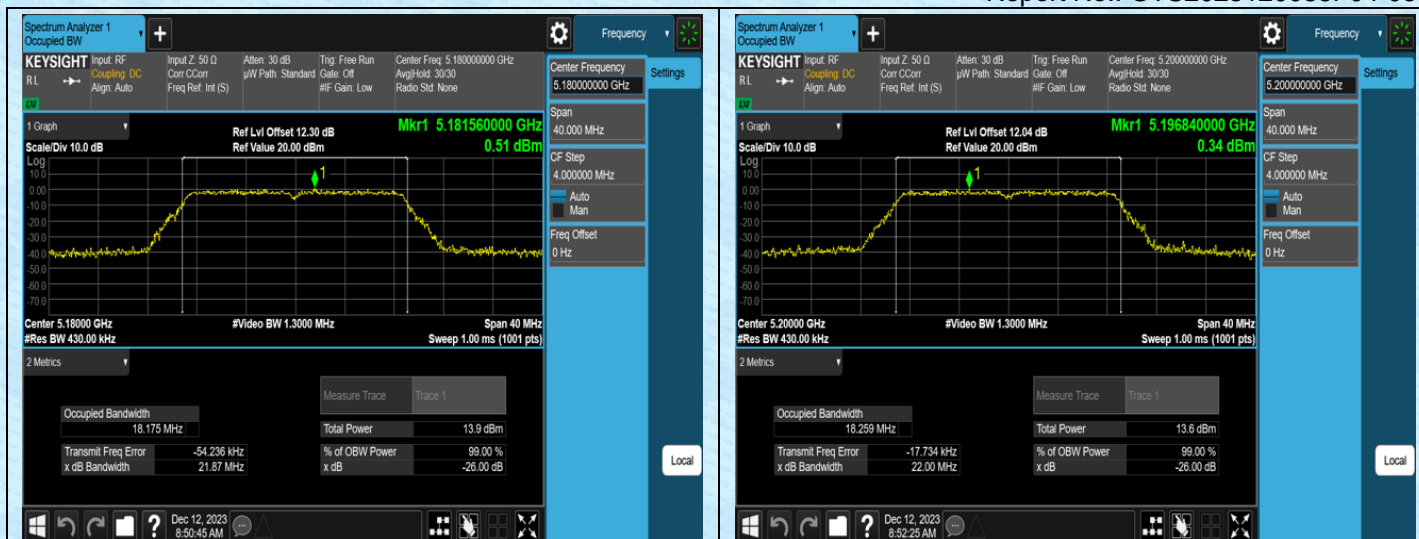 Spectrum Analyzer 1
Occupied BW
Frequency
KEYSIGHT
R L
LXI
Input: RF
Coupling: DC
Align: Auto
Input Z: 50 Ω
Corr CCorr
Freq Ref: Int (S)
Atten: 30 dB
µW Path: Standard
Trig: Free Run
Gate: Off
#IF Gain: Low
Center Freq: 5.180000000 GHz
Avg|Hold: 30/30
Radio Std: None
Center Frequency
5.180000000 GHz
Settings
Span
40.000 MHz
CF Step
4.000000 MHz
Auto
Man
Freq Offset
0 Hz
1 Graph
Scale/Div 10.0 dB
Ref Lvl Offset 12.30 dB
Ref Value 20.00 dBm
Mkr1 5.181560000 GHz
0.51 dBm
Log
10.0
0.00
-10.0
-20.0
-30.0
-40.0
-50.0
-60.0
-70.0
1
Center 5.18000 GHz
#Res BW 430.00 kHz
#Video BW 1.3000 MHz
Span 40 MHz
Sweep 1.00 ms (1001 pts)
2 Metrics
Measure Trace Trace 1
Occupied Bandwidth
18.175 MHz
Total Power 13.9 dBm
Transmit Freq Error -54.236 kHz
% of OBW Power 99.00 %
x dB Bandwidth 21.87 MHz
x dB -26.00 dB
Local
Dec 12, 2023
8:50:45 AM
Spectrum Analyzer 1
Occupied BW
Frequency
KEYSIGHT
R L
LXI
Input: RF
Coupling: DC
Align: Auto
Input Z: 50 Ω
Corr CCorr
Freq Ref: Int (S)
Atten: 30 dB
µW Path: Standard
Trig: Free Run
Gate: Off
#IF Gain: Low
Center Freq: 5.200000000 GHz
Avg|Hold: 30/30
Radio Std: None
Center Frequency
5.200000000 GHz
Settings
Span
40.000 MHz
CF Step
4.000000 MHz
Auto
Man
Freq Offset
0 Hz
1 Graph
Scale/Div 10.0 dB
Ref Lvl Offset 12.04 dB
Ref Value 20.00 dBm
Mkr1 5.196840000 GHz
0.34 dBm
Log
10.0
0.00
-10.0
-20.0
-30.0
-40.0
-50.0
-60.0
-70.0
1
Center 5.20000 GHz
#Res BW 430.00 kHz
#Video BW 1.3000 MHz
Span 40 MHz
Sweep 1.00 ms (1001 pts)
2 Metrics
Measure Trace Trace 1
Occupied Bandwidth
18.259 MHz
Total Power 13.6 dBm
Transmit Freq Error -17.734 kHz
% of OBW Power 99.00 %
x dB Bandwidth 22.00 MHz
x dB -26.00 dB
Local
Dec 12, 2023
8:52:25 AM